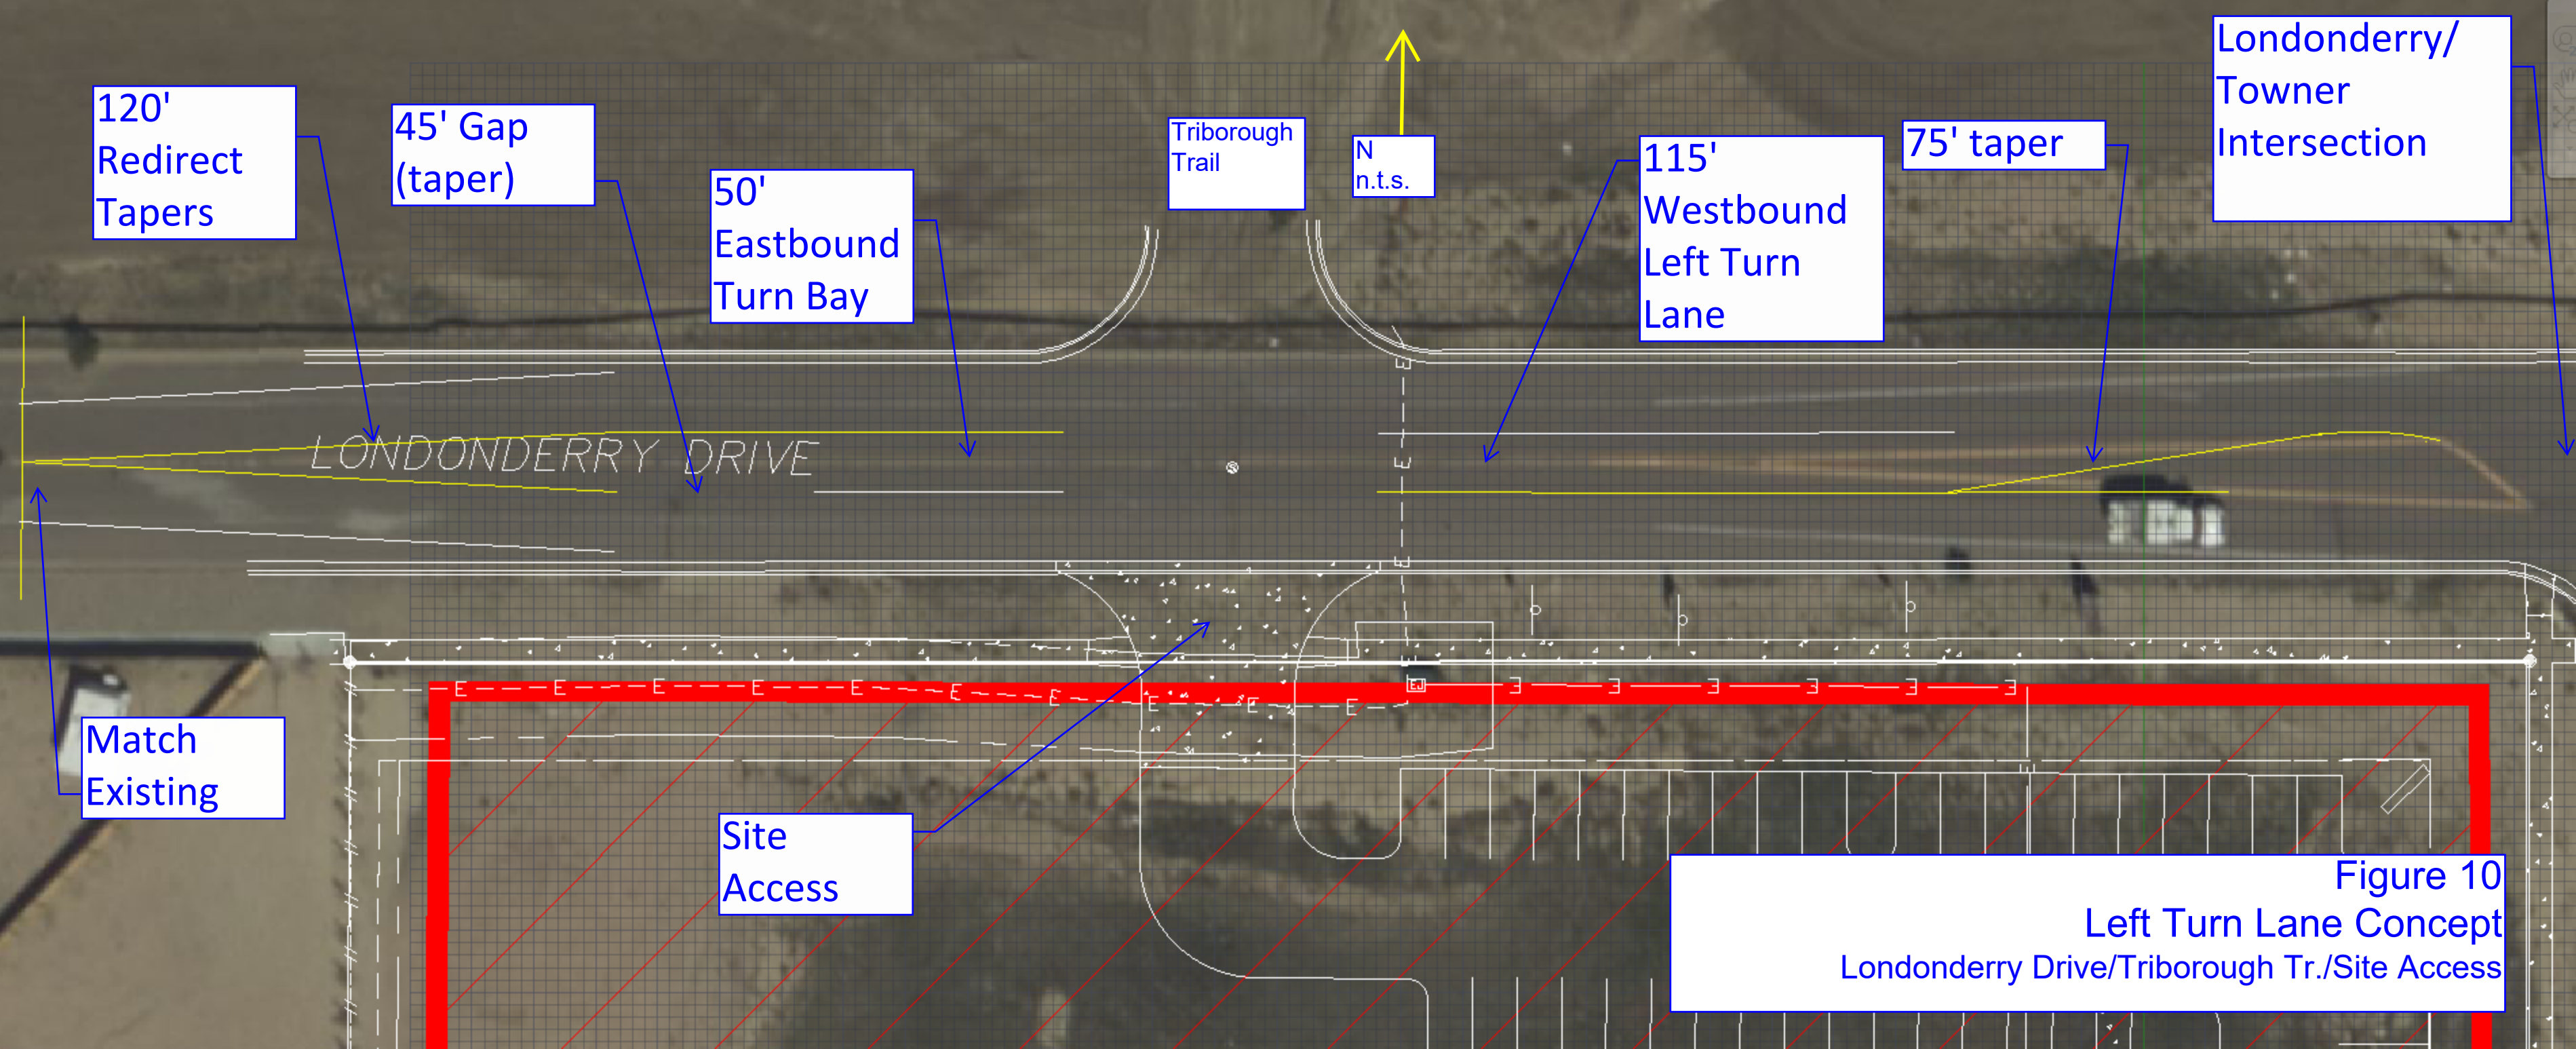 120'
Redirect
Tapers
45' Gap
(taper)
50'
Eastbound
Turn Bay
Triborough
Trail
N
n.t.s.
115'
Westbound
Left Turn
Lane
75' taper
Londonderry/
Towner
Intersection
LONDONDERRY DRIVE
E E E E E E E E E E
EJ
E E E E E E
Match
Existing
Site
Access
Figure 10
Left Turn Lane Concept
Londonderry Drive/Triborough Tr./Site Access